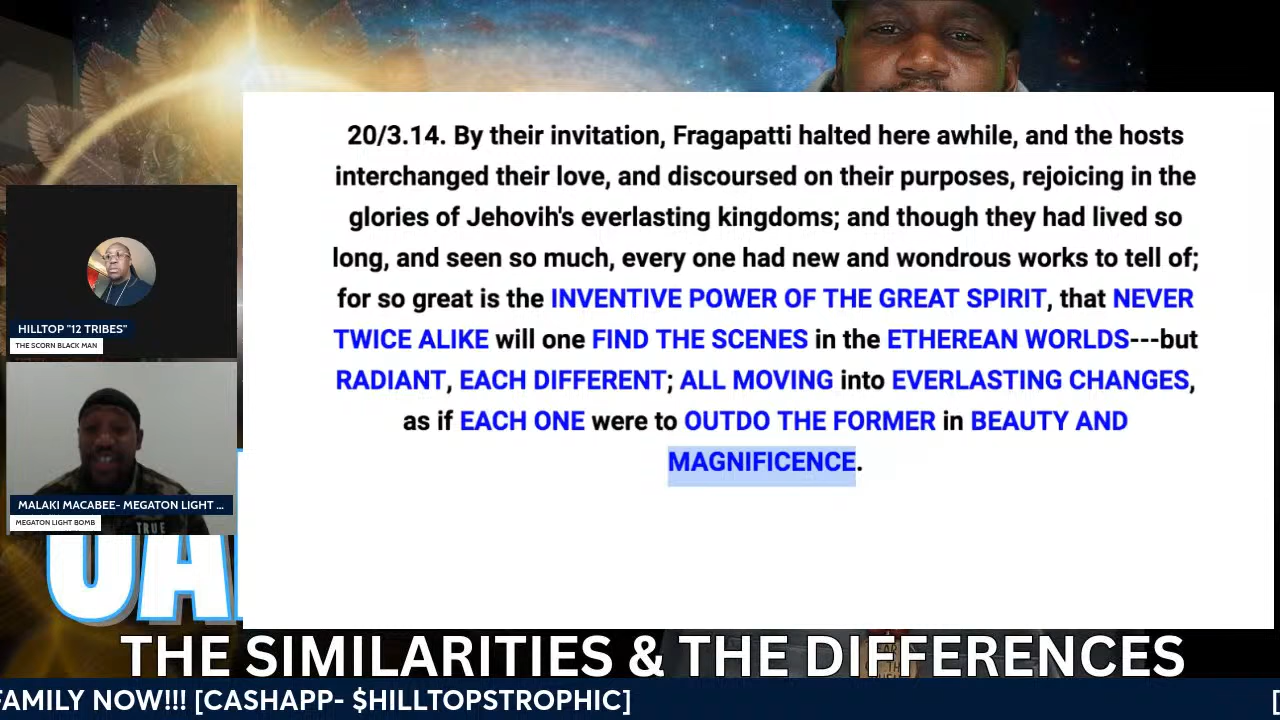 20/3.14. By their invitation, Fragapatti halted here awhile, and the hosts
interchanged their love, and discoursed on their purposes, rejoicing in the
glories of Jehovih's everlasting kingdoms; and though they had lived so
long, and seen so much, every one had new and wondrous works to tell of;
for so great is the INVENTIVE POWER OF THE GREAT SPIRIT, that NEVER
TWICE ALIKE will one FIND THE SCENES in the ETHEREAN WORLDS---but
RADIANT, EACH DIFFERENT; ALL MOVING into EVERLASTING CHANGES,
as if EACH ONE were to OUTDO THE FORMER in BEAUTY AND
MAGNIFICENCE.
HILLTOP "12 TRIBES"
THE SCORN BLACK MAN
MALAKI MACABEE- MEGATON LIGHT ...
MEGATON LIGHT BOMB
TRUE
THE SIMILARITIES & THE DIFFERENCES
FAMILY NOW!!! [CASHAPP- $HILLTOPSTROPHIC]